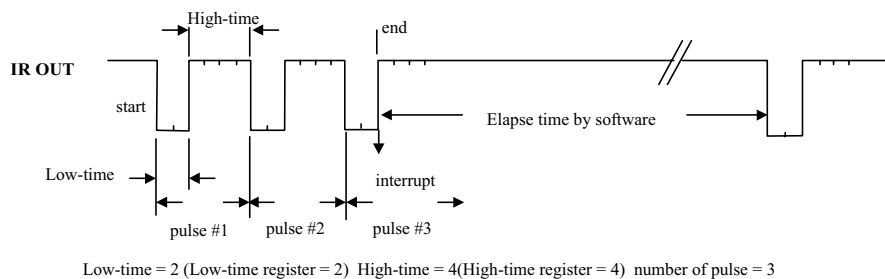 High-time
end
IR OUT
start
Elapse time by software
Low-time
interrupt
pulse #1
pulse #2
pulse #3
Low-time = 2 (Low-time register = 2) High-time = 4(High-time register = 4) number of pulse = 3